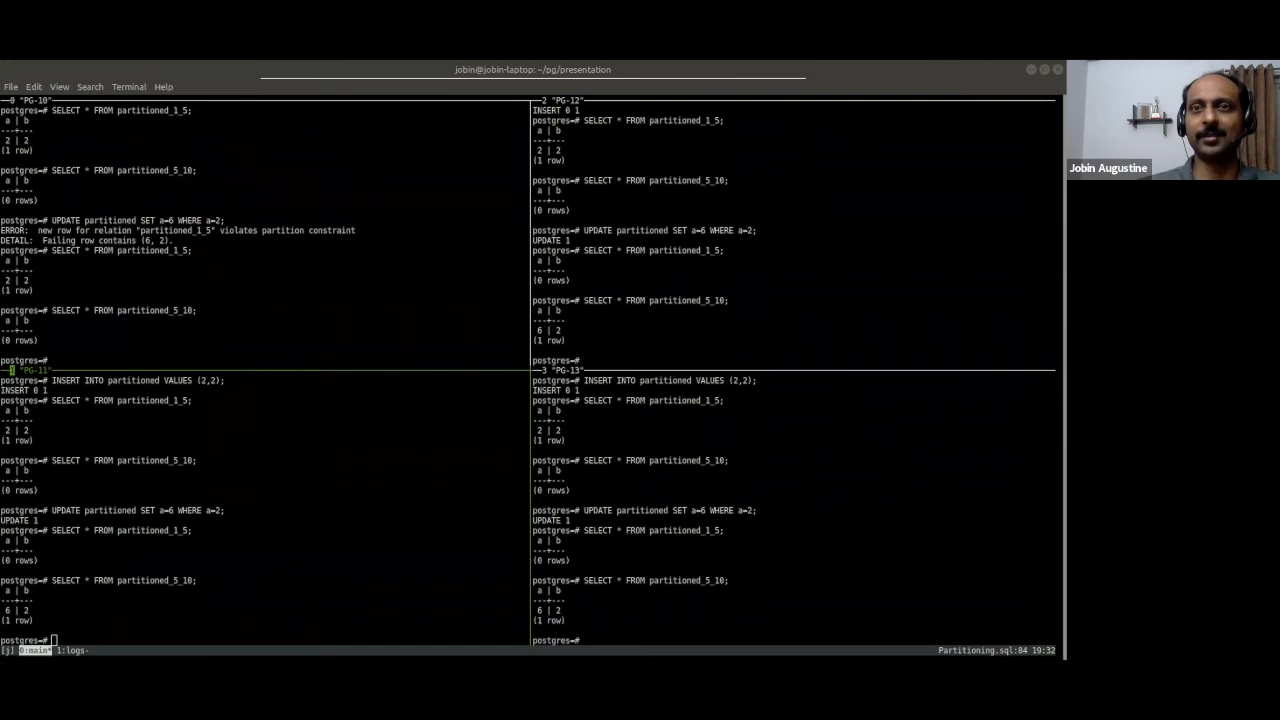 jobin@jobin-laptop: ~/pg/presentation
File Edit View Search Terminal Help
0 "PG-10"
postgres=# SELECT * FROM partitioned_1_5;
a | b
---+---
2 | 2
(1 row)
postgres=# SELECT * FROM partitioned_5_10;
a | b
---+---
(0 rows)
postgres=# UPDATE partitioned SET a=6 WHERE a=2;
ERROR:  new row for relation "partitioned_1_5" violates partition constraint
DETAIL:  Failing row contains (6, 2).
postgres=# SELECT * FROM partitioned_1_5;
a | b
---+---
2 | 2
(1 row)
postgres=# SELECT * FROM partitioned_5_10;
a | b
---+---
(0 rows)
postgres=#
1 "PG-11"
postgres=# INSERT INTO partitioned VALUES (2,2);
INSERT 0 1
postgres=# SELECT * FROM partitioned_1_5;
a | b
---+---
2 | 2
(1 row)
postgres=# SELECT * FROM partitioned_5_10;
a | b
---+---
(0 rows)
postgres=# UPDATE partitioned SET a=6 WHERE a=2;
UPDATE 1
postgres=# SELECT * FROM partitioned_1_5;
a | b
---+---
(0 rows)
postgres=# SELECT * FROM partitioned_5_10;
a | b
---+---
6 | 2
(1 row)
postgres=#
2 "PG-12"
INSERT 0 1
postgres=# SELECT * FROM partitioned_1_5;
a | b
---+---
2 | 2
(1 row)
postgres=# SELECT * FROM partitioned_5_10;
a | b
---+---
(0 rows)
postgres=# UPDATE partitioned SET a=6 WHERE a=2;
UPDATE 1
postgres=# SELECT * FROM partitioned_1_5;
a | b
---+---
(0 rows)
postgres=# SELECT * FROM partitioned_5_10;
a | b
---+---
6 | 2
(1 row)
postgres=#
3 "PG-13"
postgres=# INSERT INTO partitioned VALUES (2,2);
INSERT 0 1
postgres=# SELECT * FROM partitioned_1_5;
a | b
---+---
2 | 2
(1 row)
postgres=# SELECT * FROM partitioned_5_10;
a | b
---+---
(0 rows)
postgres=# UPDATE partitioned SET a=6 WHERE a=2;
UPDATE 1
postgres=# SELECT * FROM partitioned_1_5;
a | b
---+---
(0 rows)
postgres=# SELECT * FROM partitioned_5_10;
a | b
---+---
6 | 2
(1 row)
postgres=#
[j] 0:main* 1:logs- Partitioning.sql:84 19:32
Jobin Augustine